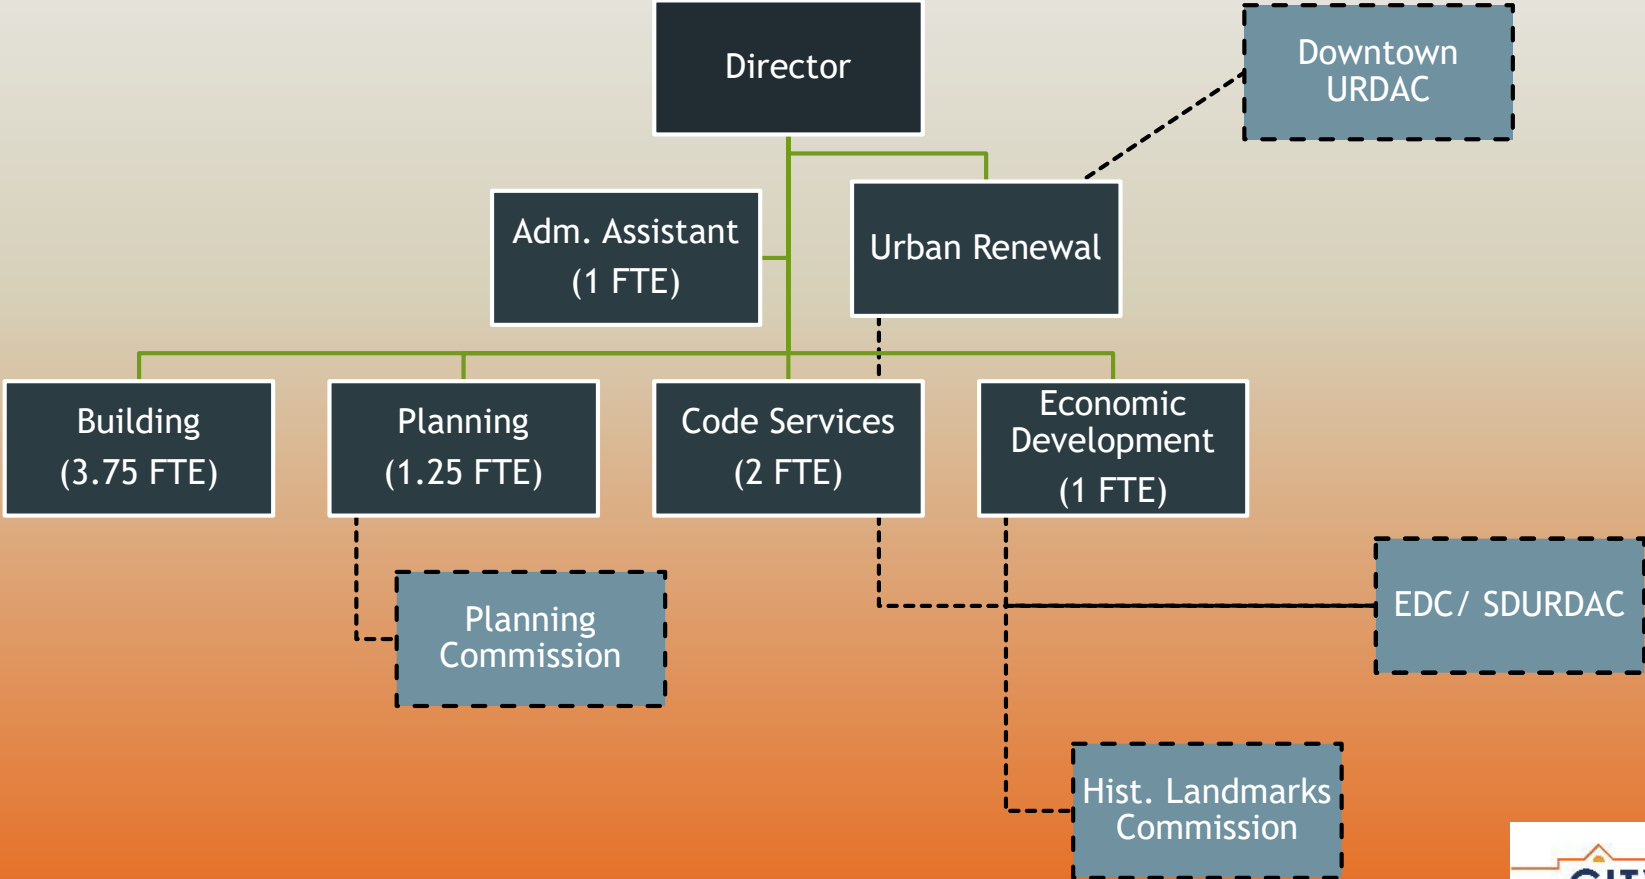 Director
Downtown
URDAC
Adm. Assistant
(1 FTE)
Urban Renewal
Building
(3.75 FTE)
Planning
(1.25 FTE)
Code Services
(2 FTE)
Economic
Development
(1 FTE)
Planning
Commission
EDC/ SDURDAC
Hist. Landmarks
Commission